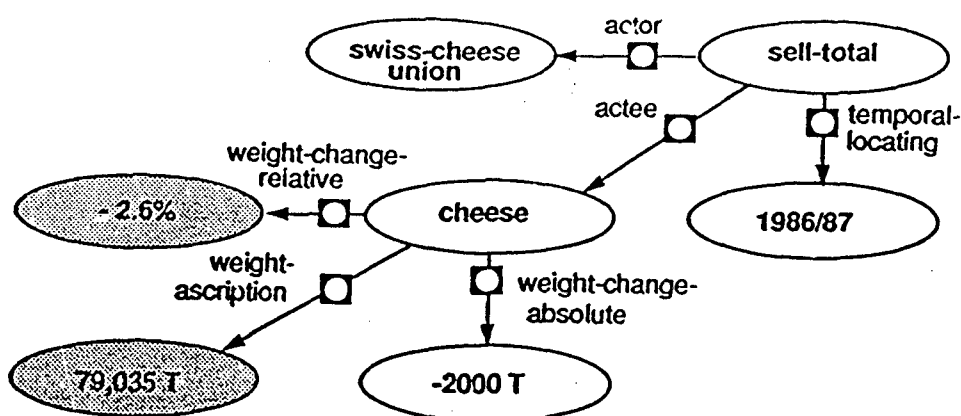 actor
swiss-cheese
union
sell-total
actee
temporal-
locating
weight-change-
relative
- 2.6%
cheese
1986/87
weight-
ascription
weight-change-
absolute
79,035 T
-2000 T